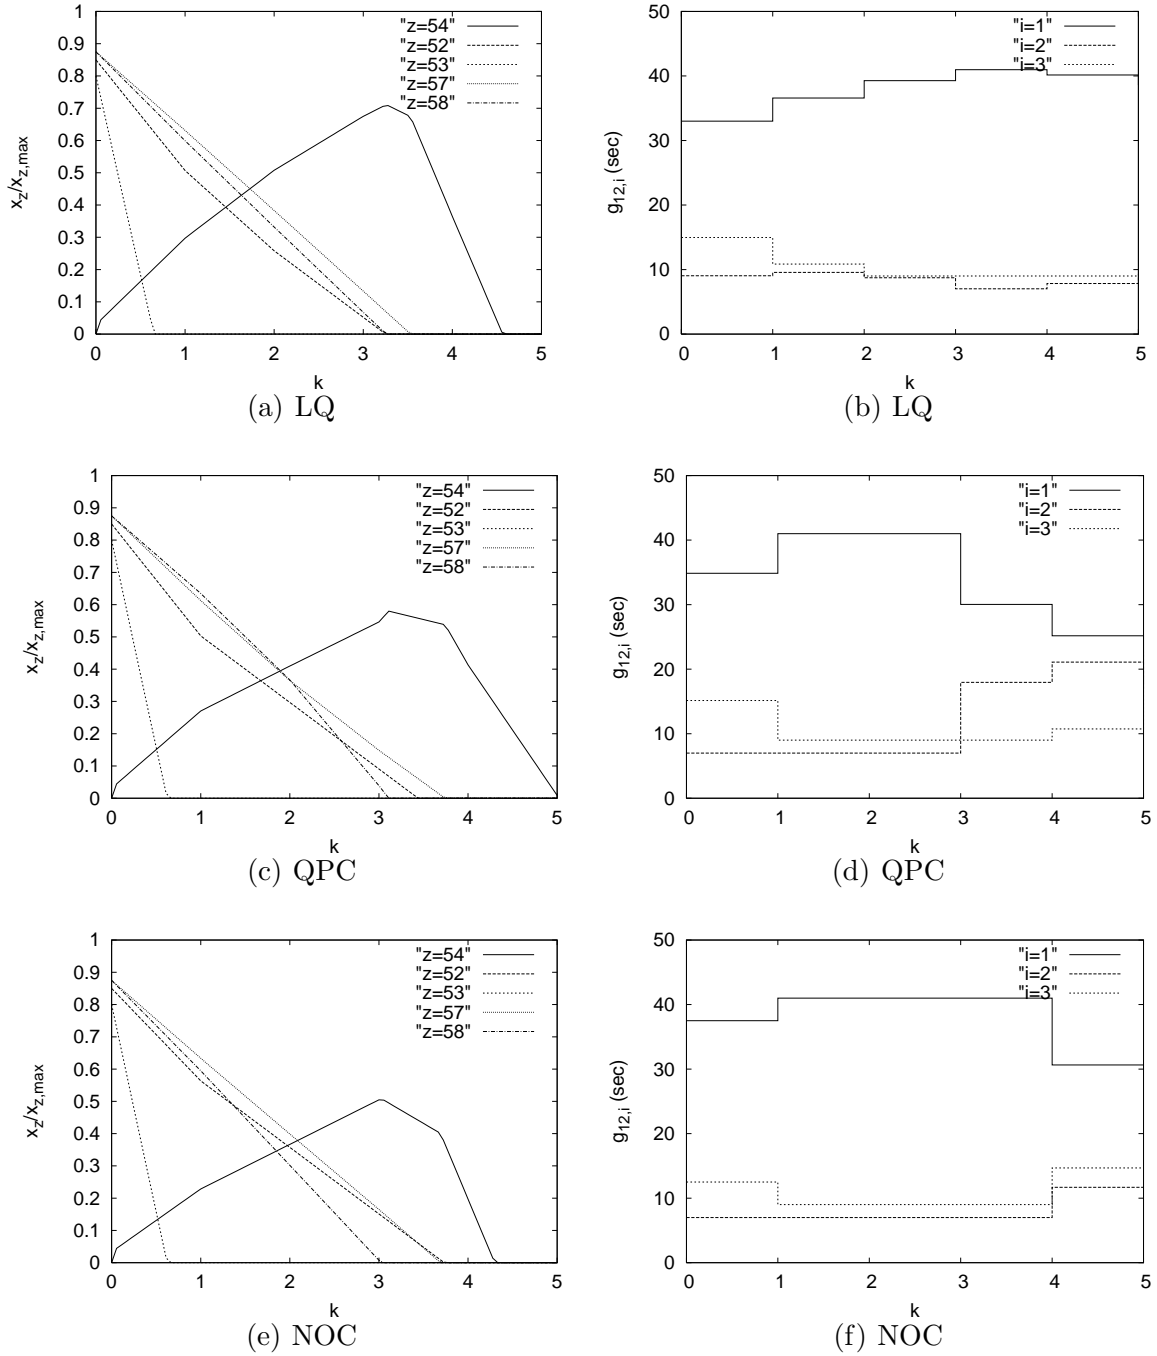 1
0.9
0.8
0.7
0.6
0.5
0.4
0.3
0.2
0.1
0
x_z/x_z,max
"z=54"
"z=52"
"z=53"
"z=57"
"z=58"
0 1 2 3 4 5
k
(a) LQ
50
40
30
20
10
0
g_12,i (sec)
"i=1"
"i=2"
"i=3"
0 1 2 3 4 5
k
(b) LQ
1
0.9
0.8
0.7
0.6
0.5
0.4
0.3
0.2
0.1
0
x_z/x_z,max
"z=54"
"z=52"
"z=53"
"z=57"
"z=58"
0 1 2 3 4 5
k
(c) QPC
50
40
30
20
10
0
g_12,i (sec)
"i=1"
"i=2"
"i=3"
0 1 2 3 4 5
k
(d) QPC
1
0.9
0.8
0.7
0.6
0.5
0.4
0.3
0.2
0.1
0
x_z/x_z,max
"z=54"
"z=52"
"z=53"
"z=57"
"z=58"
0 1 2 3 4 5
k
(e) NOC
50
40
30
20
10
0
g_12,i (sec)
"i=1"
"i=2"
"i=3"
0 1 2 3 4 5
k
(f) NOC